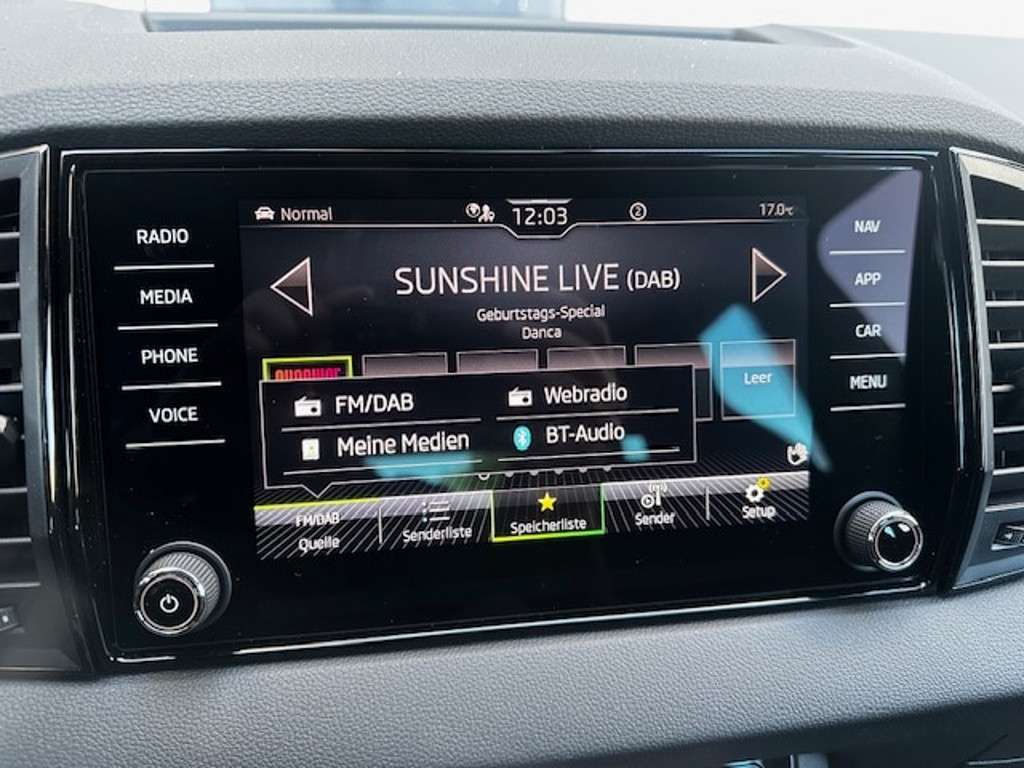 Normal
12:03
2
17.0°C
RADIO
MEDIA
PHONE
VOICE
SUNSHINE LIVE (DAB)
Geburtstags-Special
Danca
Leer
FM/DAB
Webradio
Meine Medien
BT-Audio
FM/DAB
Quelle
Senderliste
Speicherliste
Sender
Setup
NAV
APP
CAR
MENU